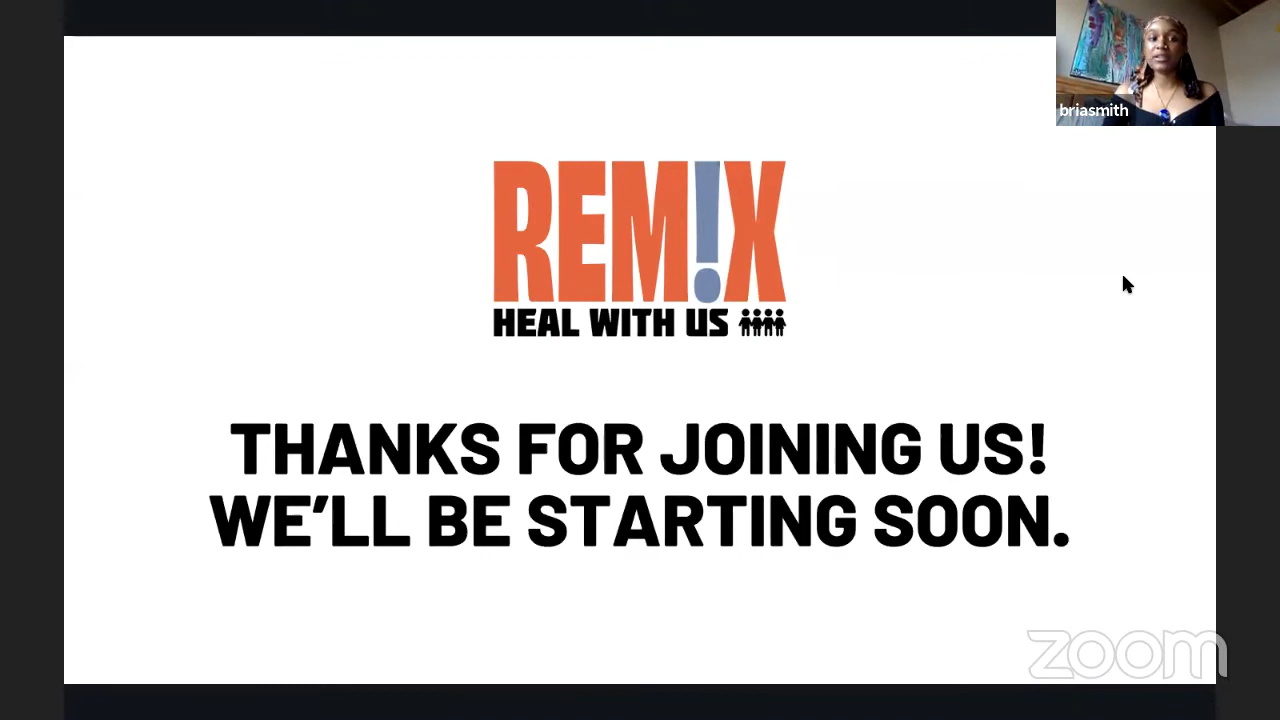 briasmith
REM!X
HEAL WITH US
THANKS FOR JOINING US!
WE'LL BE STARTING SOON.
zoom